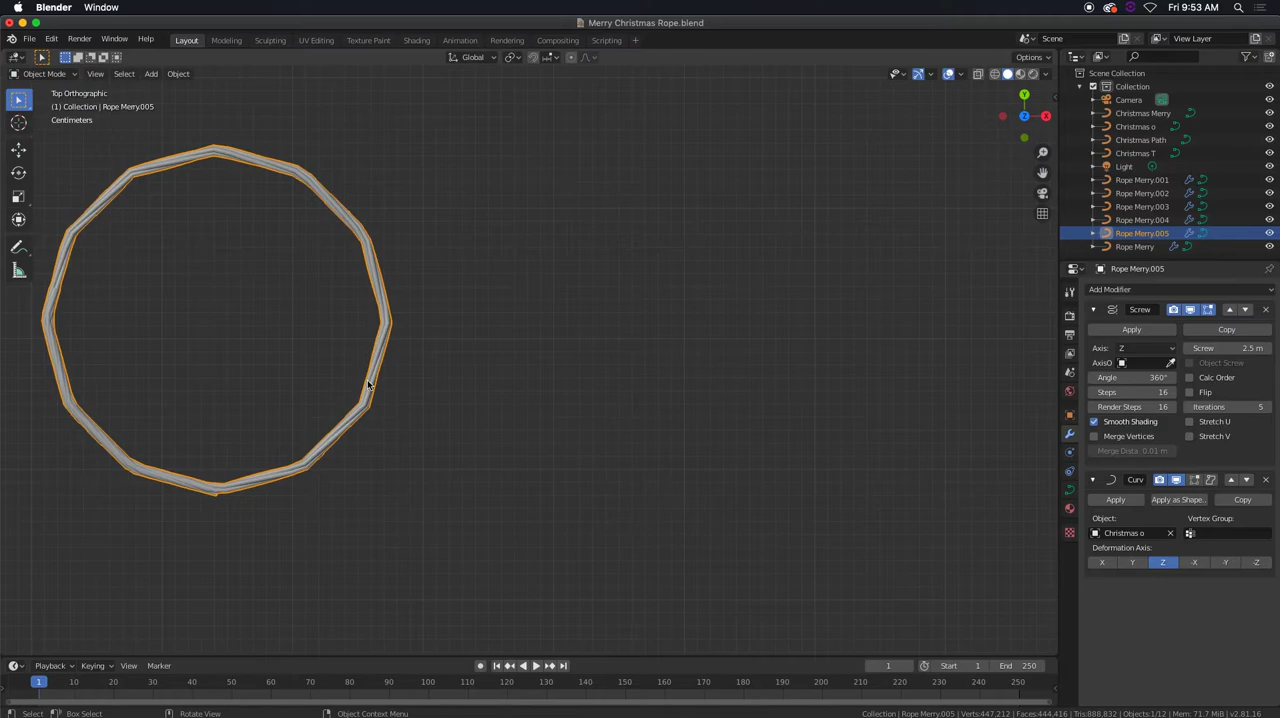 Blender Window Fri 9:53 AM
Merry Christmas Rope.blend
File Edit Render Window Help Layout Modeling Sculpting UV Editing Texture Paint Shading Animation Rendering Compositing Scripting + Scene View Layer
Global Options
Object Mode View Select Add Object
Top Orthographic
(1) Collection | Rope Merry.005
Centimeters
Y
Z X
Scene Collection
Collection
Camera
Christmas Merry
Christmas o
Christmas Path
Christmas T
Light
Rope Merry.001
Rope Merry.002
Rope Merry.003
Rope Merry.004
Rope Merry.005
Rope Merry
Rope Merry.005
Add Modifier
Screw
Apply Copy
Axis: Z Screw 2.5 m
AxisO Object Screw
Angle 360° Calc Order
Steps 16 Flip
Render Steps 16 Iterations 5
Smooth Shading Stretch U
Merge Vertices Stretch V
Merge Dista. 0.01 m
Curv
Apply Apply as Shape.. Copy
Object: Vertex Group:
Christmas o
Deformation Axis:
X Y Z -X -Y -Z
Playback Keying View Marker 1 Start 1 End 250
1 10 20 30 40 50 60 70 80 90 100 110 120 130 140 150 160 170 180 190 200 210 220 230 240 250
Select Box Select Rotate View Object Context Menu Collection | Rope Merry.005 | Verts:447,212 | Faces:444,416 | Tris:888,832 | Objects:1/12 | Mem: 71.7 MiB | v2.81.16